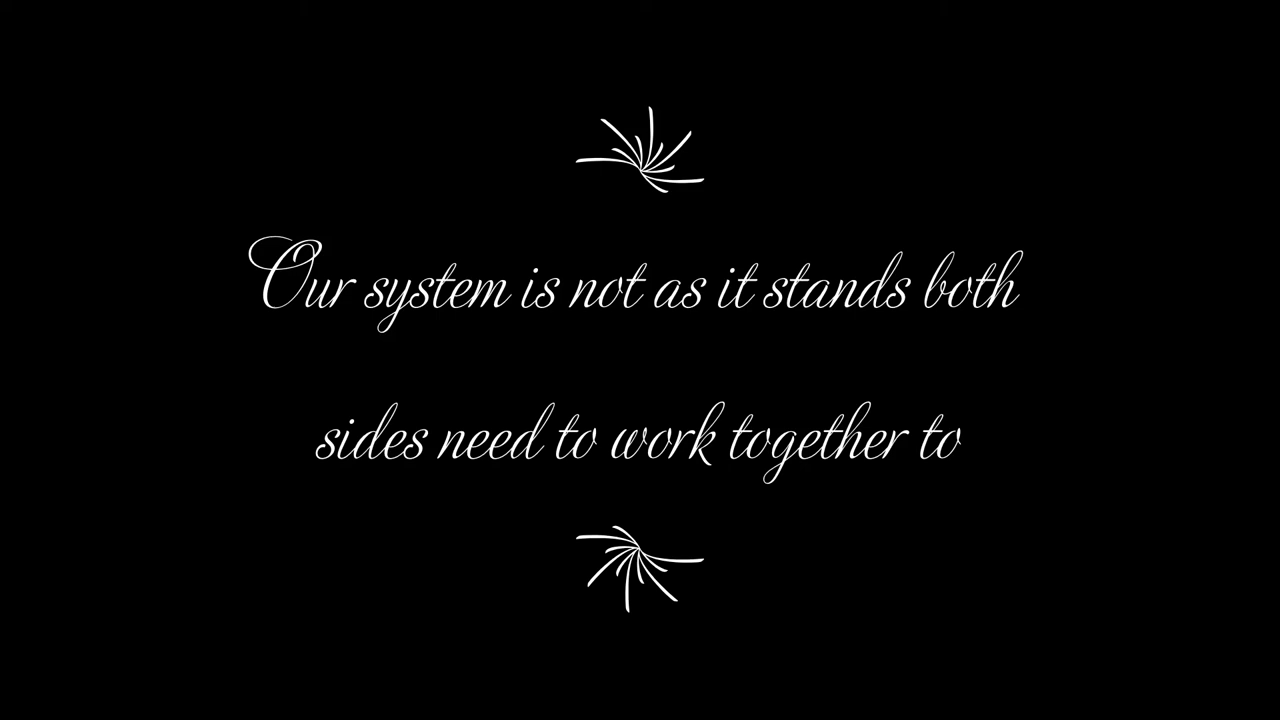 Our system is not as it stands both
sides need to work together to